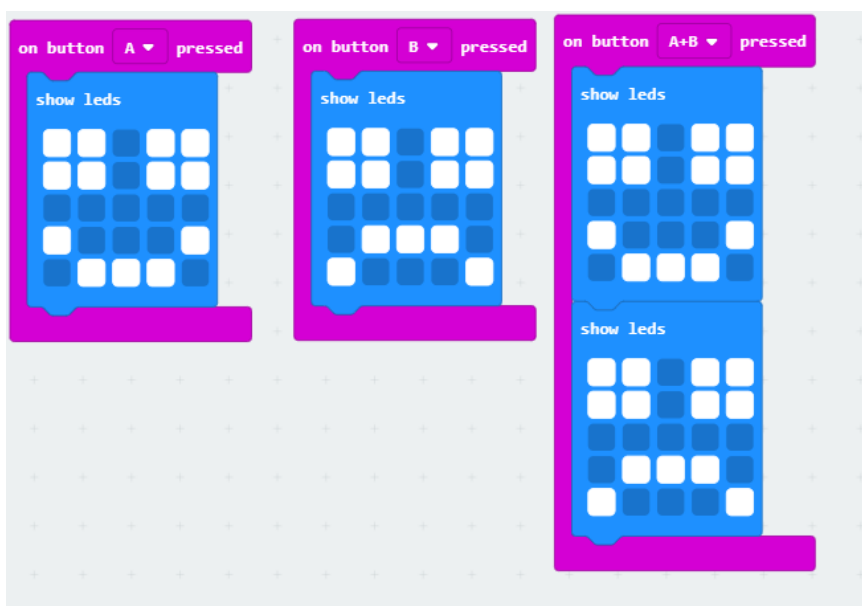 on button A pressed
show leds
on button B pressed
show leds
on button A+B pressed
show leds
show leds